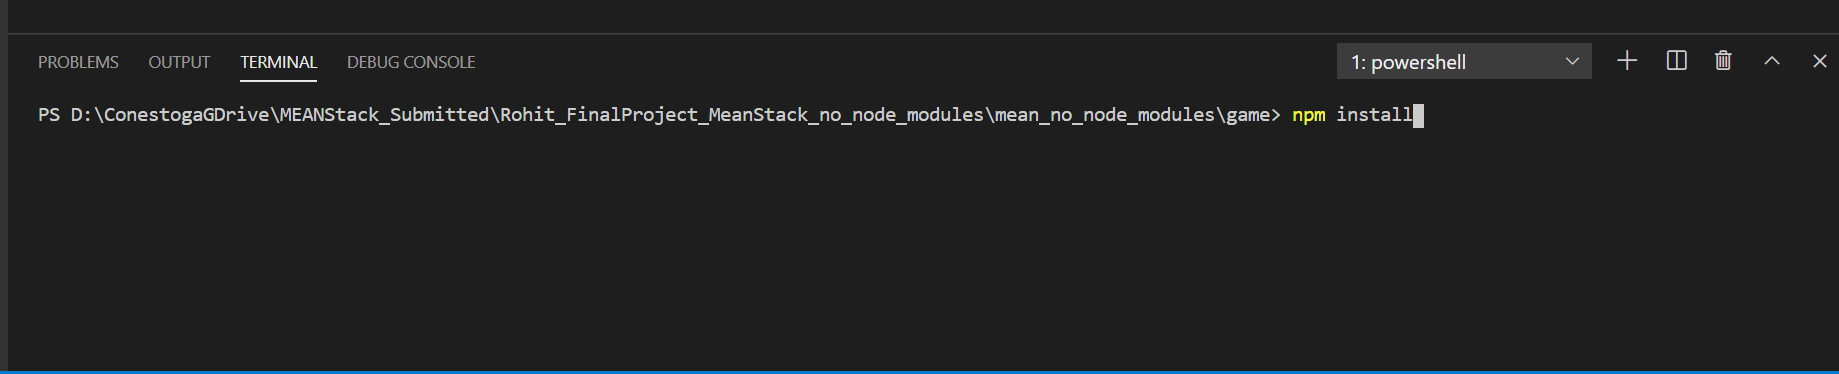 PROBLEMS OUTPUT TERMINAL DEBUG CONSOLE 1: powershell
PS D:\ConestogaGDrive\MEANStack_Submitted\Rohit_FinalProject_MeanStack_no_node_modules\mean_no_node_modules\game> npm install